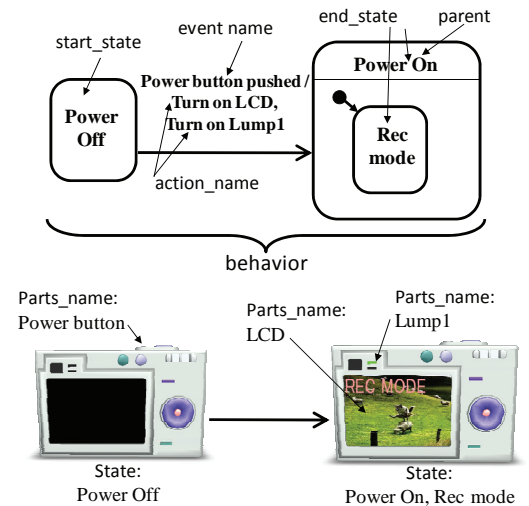 end_state
parent
event name
start_state
Power On
Power button pushed /
Turn on LCD,
Turn on Lump1
Power
Off
Rec
mode
action_name
behavior
Parts_name:
Power button
Parts_name:
LCD
Parts_name:
Lump1
REC MODE
State:
Power Off
State:
Power On, Rec mode